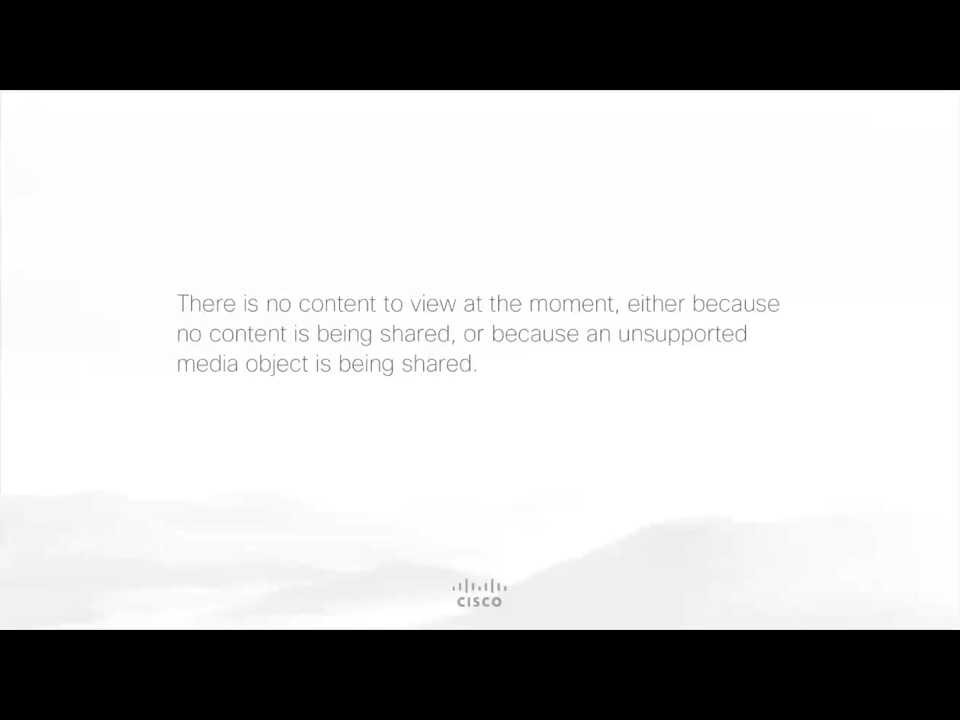 There is no content to view at the moment, either because
no content is being shared, or because an unsupported
media object is being shared.
CISCO